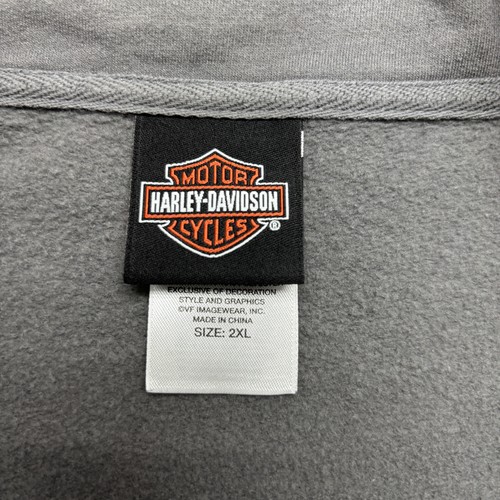 MOTOR
HARLEY-DAVIDSON
CYCLES®
EXCLUSIVE OF DECORATION
STYLE AND GRAPHICS
©VF IMAGEWEAR, INC.
MADE IN CHINA
SIZE: 2XL